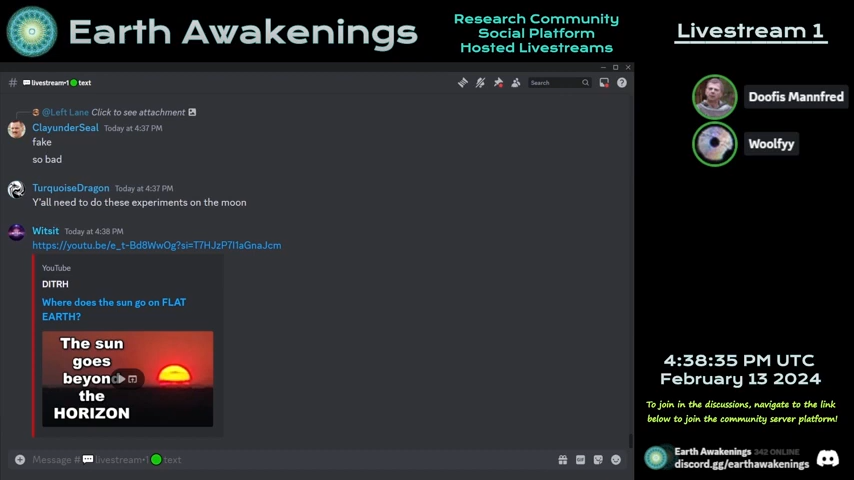 Earth Awakenings
Research Community
Social Platform
Hosted Livestreams
Livestream 1
# livestream•1 text
Search
@Left Lane Click to see attachment
ClayunderSeal Today at 4:37 PM
fake
so bad
TurquoiseDragon Today at 4:37 PM
Y'all need to do these experiments on the moon
Witsit Today at 4:38 PM
https://youtu.be/e_t-Bd8WwOg?si=T7HJzP7l1aGnaJcm
YouTube
DITRH
Where does the sun go on FLAT
EARTH?
The sun
goes
beyond
the
HORIZON
Message # livestream•1 text
Doofis Mannfred
Woolfyy
4:38:35 PM UTC
February 13 2024
To join in the discussions, navigate to the link
below to join the community server platform!
Earth Awakenings 342 ONLINE
discord.gg/earthawakenings